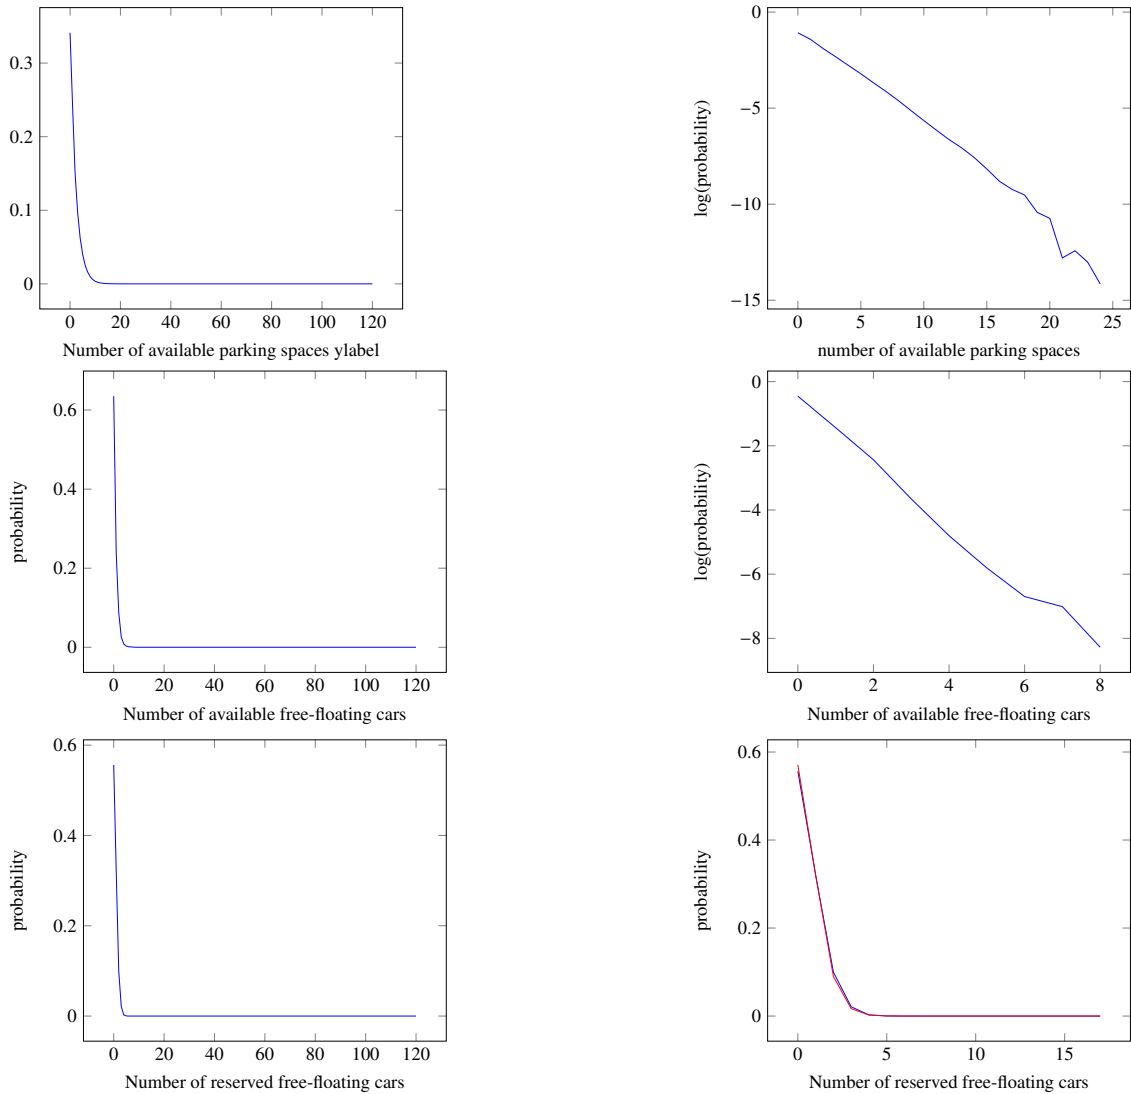 0.3
0.2
0.1
0
0 20 40 60 80 100 120
Number of available parking spaces ylabel
log(probability)
0
−5
−10
−15
0 5 10 15 20 25
number of available parking spaces
probability
0.6
0.4
0.2
0
0 20 40 60 80 100 120
Number of available free-floating cars
log(probability)
0
−2
−4
−6
−8
0 2 4 6 8
Number of available free-floating cars
probability
0.6
0.4
0.2
0
0 20 40 60 80 100 120
Number of reserved free-floating cars
probability
0.6
0.4
0.2
0
0 5 10 15
Number of reserved free-floating cars